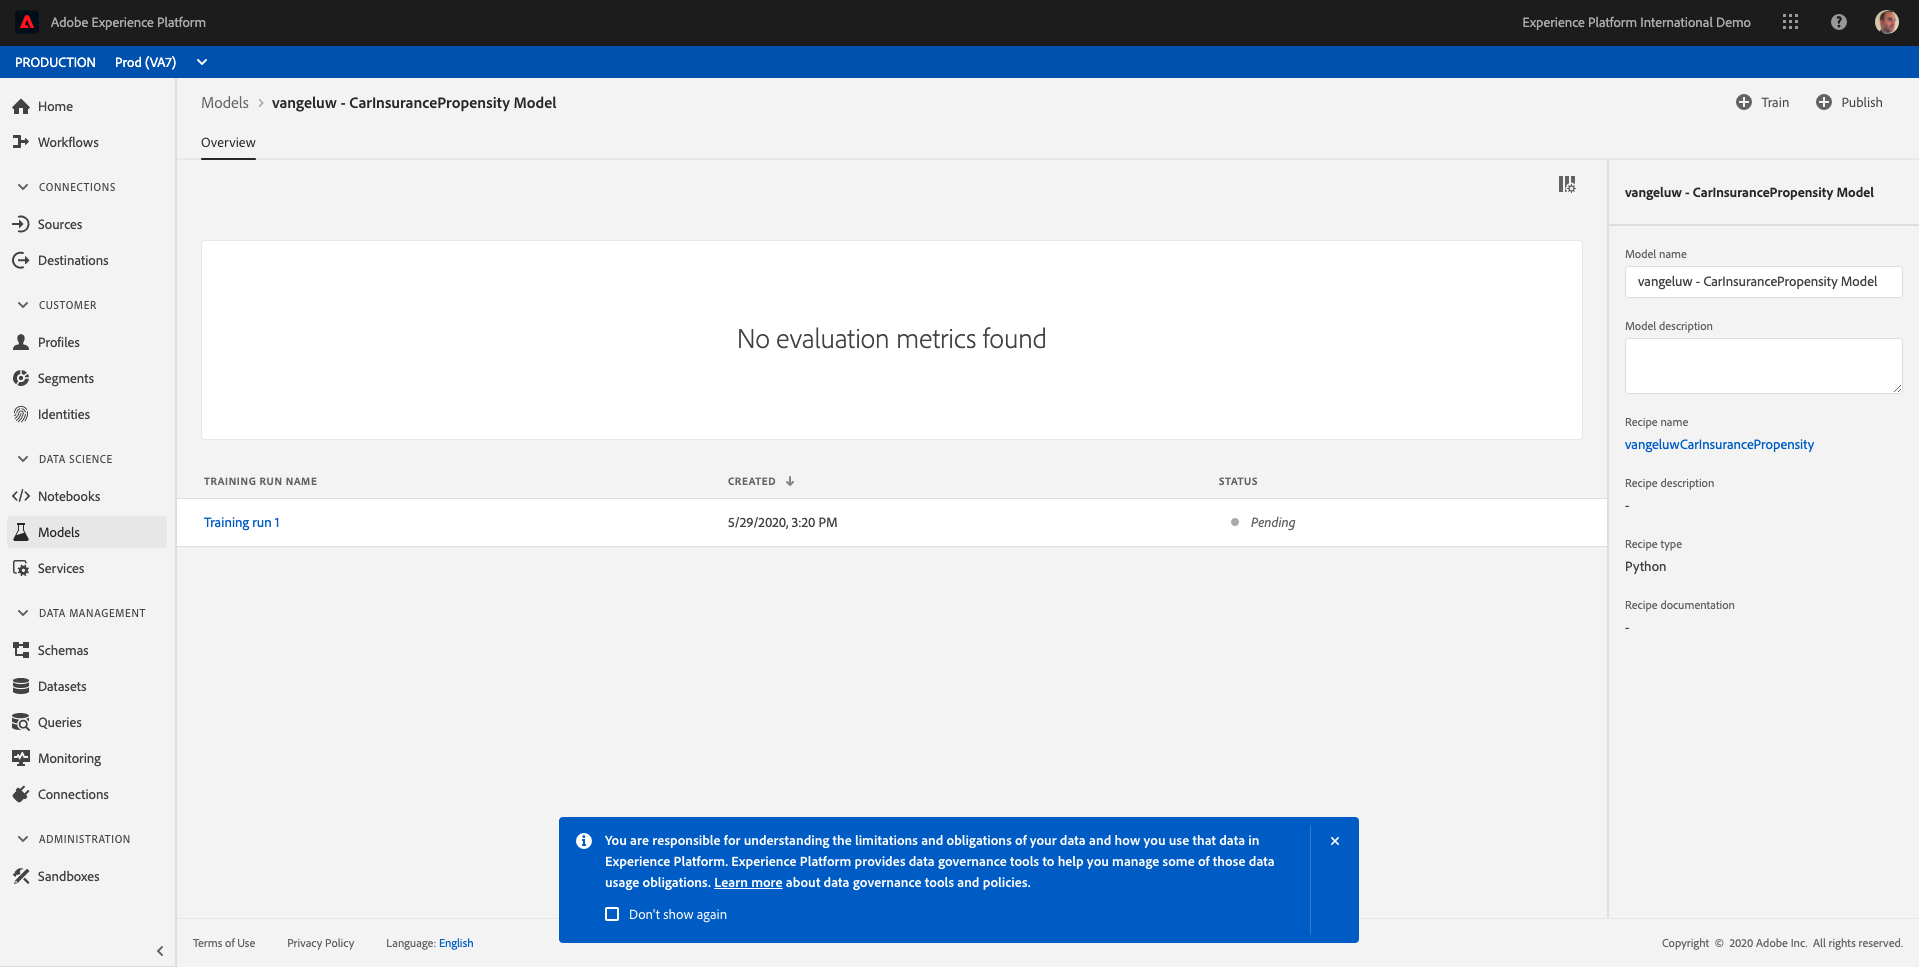 Adobe Experience Platform
Experience Platform International Demo
PRODUCTION Prod (VA7)
Home
Workflows
CONNECTIONS
Sources
Destinations
CUSTOMER
Profiles
Segments
Identities
DATA SCIENCE
Notebooks
Models
Services
DATA MANAGEMENT
Schemas
Datasets
Queries
Monitoring
Connections
ADMINISTRATION
Sandboxes
Models > vangeluw - CarInsurancePropensity Model
Train
Publish
Overview
No evaluation metrics found
TRAINING RUN NAME CREATED ↓ STATUS
Training run 1 5/29/2020, 3:20 PM Pending
vangeluw - CarInsurancePropensity Model
Model name
vangeluw - CarInsurancePropensity Model
Model description
Recipe name
vangeluwCarInsurancePropensity
Recipe description
-
Recipe type
Python
Recipe documentation
-
You are responsible for understanding the limitations and obligations of your data and how you use that data in
Experience Platform. Experience Platform provides data governance tools to help you manage some of those data
usage obligations. Learn more about data governance tools and policies.
Don't show again
Terms of Use Privacy Policy Language: English
Copyright © 2020 Adobe Inc. All rights reserved.